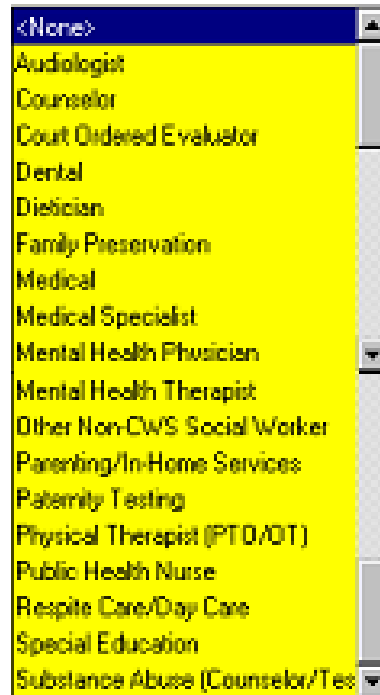 <None>
Audiologist
Counselor
Court Ordered Evaluator
Dental
Dietician
Family Preservation
Medical
Medical Specialist
Mental Health Physician
Mental Health Therapist
Other Non-CWS Social Worker
Parenting/In-Home Services
Paternity Testing
Physical Therapist (PTO/OT)
Public Health Nurse
Respite Care/Day Care
Special Education
Substance Abuse (Counselor/Tes